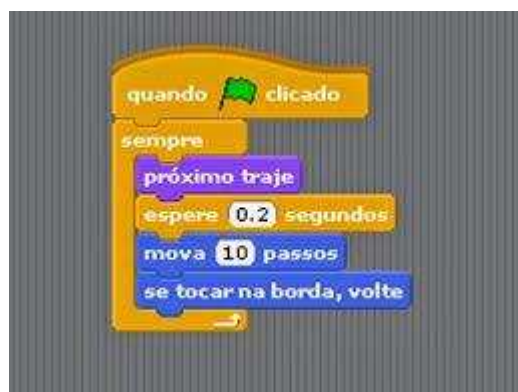 quando clicado
sempre
próximo traje
espere 0.2 segundos
mova 10 passos
se tocar na borda, volte